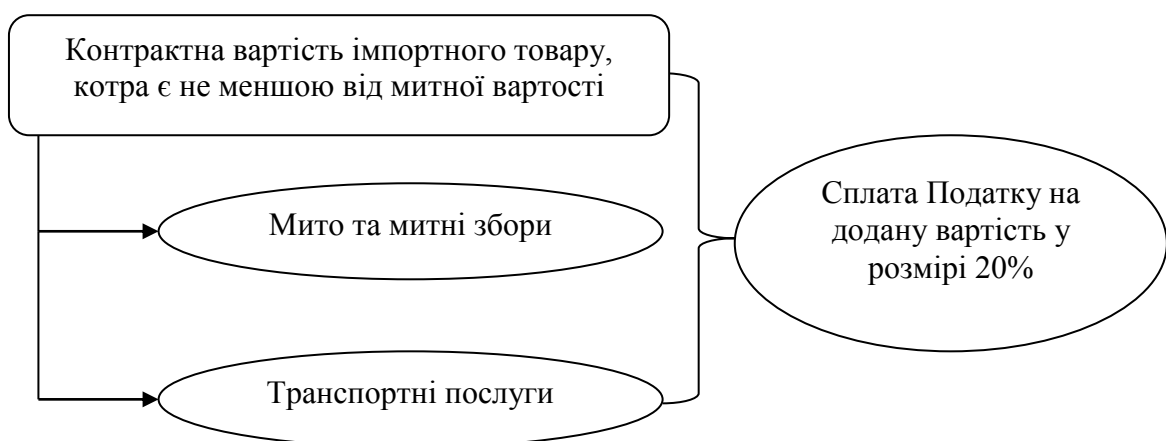 Контрактна вартість імпортного товару,
котра є не меншою від митної вартості
Мито та митні збори
Транспортні послуги
Сплата Податку на
додану вартість у
розмірі 20%